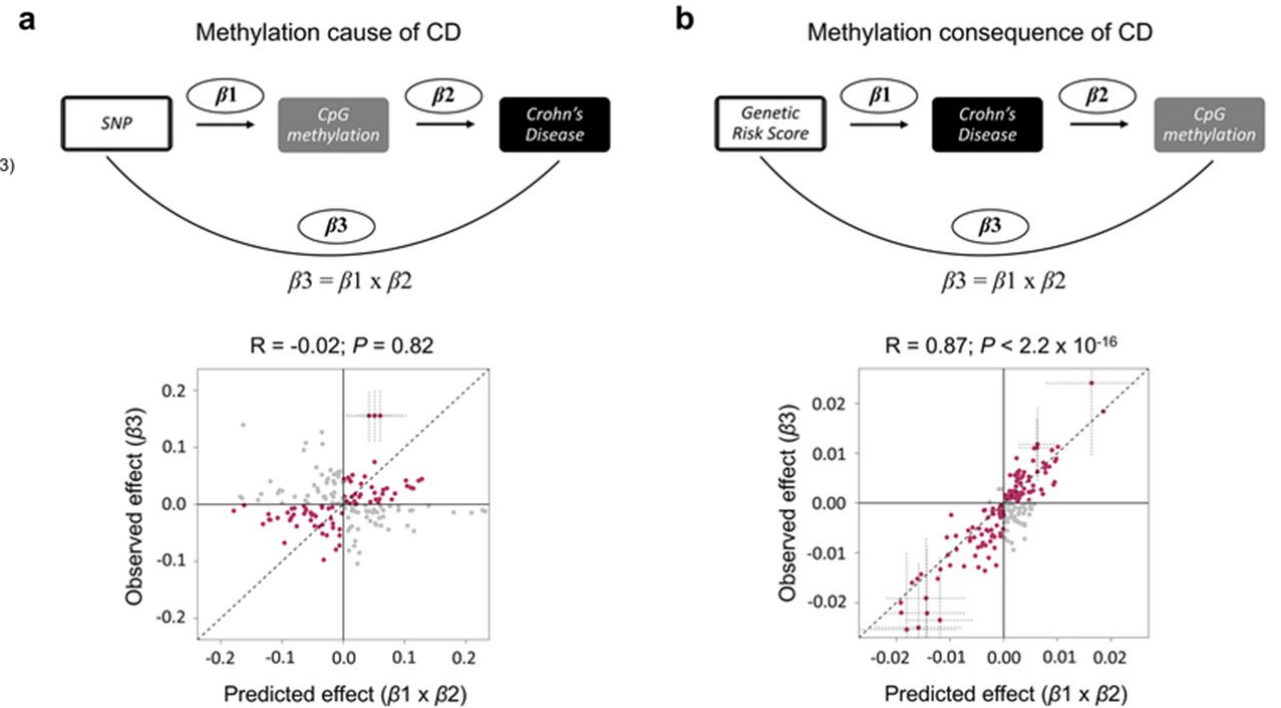 a
Methylation cause of CD
SNP
β1
CpG
methylation
β2
Crohn's
Disease
β3
β3 = β1 x β2
3)
R = -0.02; P = 0.82
Observed effect (β3)
0.2
0.1
0.0
-0.1
-0.2
-0.2 -0.1 0.0 0.1 0.2
Predicted effect (β1 x β2)
b
Methylation consequence of CD
Genetic
Risk Score
β1
Crohn's
Disease
β2
CpG
methylation
β3
β3 = β1 x β2
R = 0.87; P < 2.2 x 10⁻¹⁶
Observed effect (β3)
0.02
0.01
0.00
-0.01
-0.02
-0.02 -0.01 0.00 0.01 0.02
Predicted effect (β1 x β2)